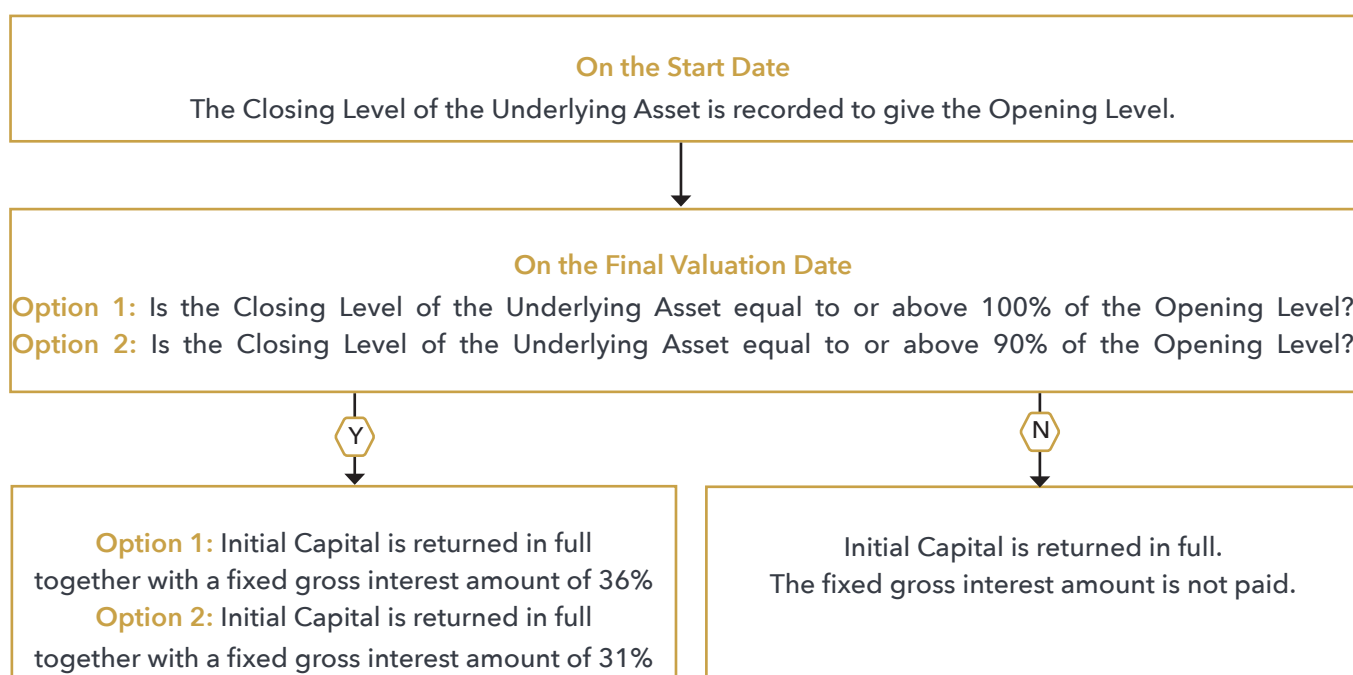 On the Start Date
The Closing Level of the Underlying Asset is recorded to give the Opening Level.
On the Final Valuation Date
Option 1: Is the Closing Level of the Underlying Asset equal to or above 100% of the Opening Level?
Option 2: Is the Closing Level of the Underlying Asset equal to or above 90% of the Opening Level?
Y
N
Option 1: Initial Capital is returned in full
together with a fixed gross interest amount of 36%
Option 2: Initial Capital is returned in full
together with a fixed gross interest amount of 31%
Initial Capital is returned in full.
The fixed gross interest amount is not paid.